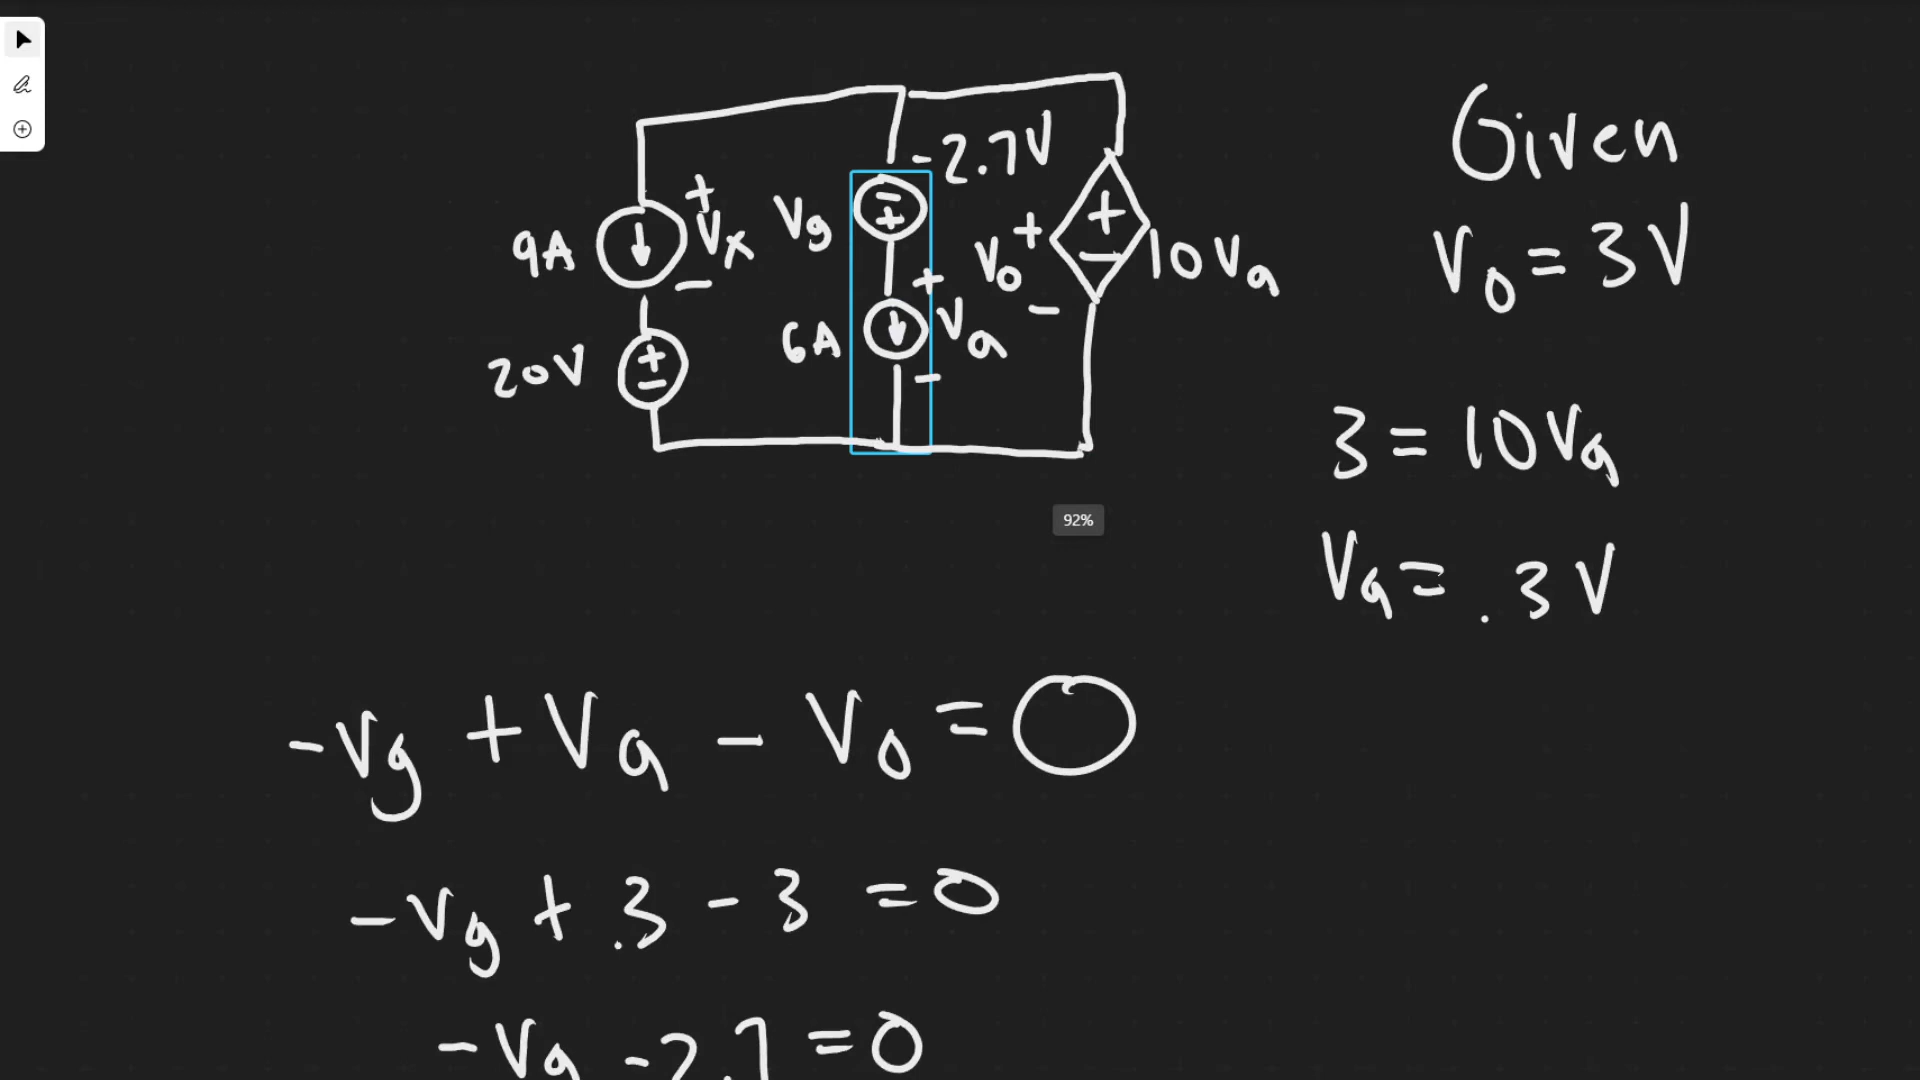 Given
-2.7V
+
Vx
Vg
9A
+
Vo
-
10Va
-
20V
6A
+
Va
-
Vo = 3V
3 = 10Va
Va = .3V
92%
-Vg + Va - Vo = 0
-Vg + .3 - 3 = 0
-Vg -2.7 = 0